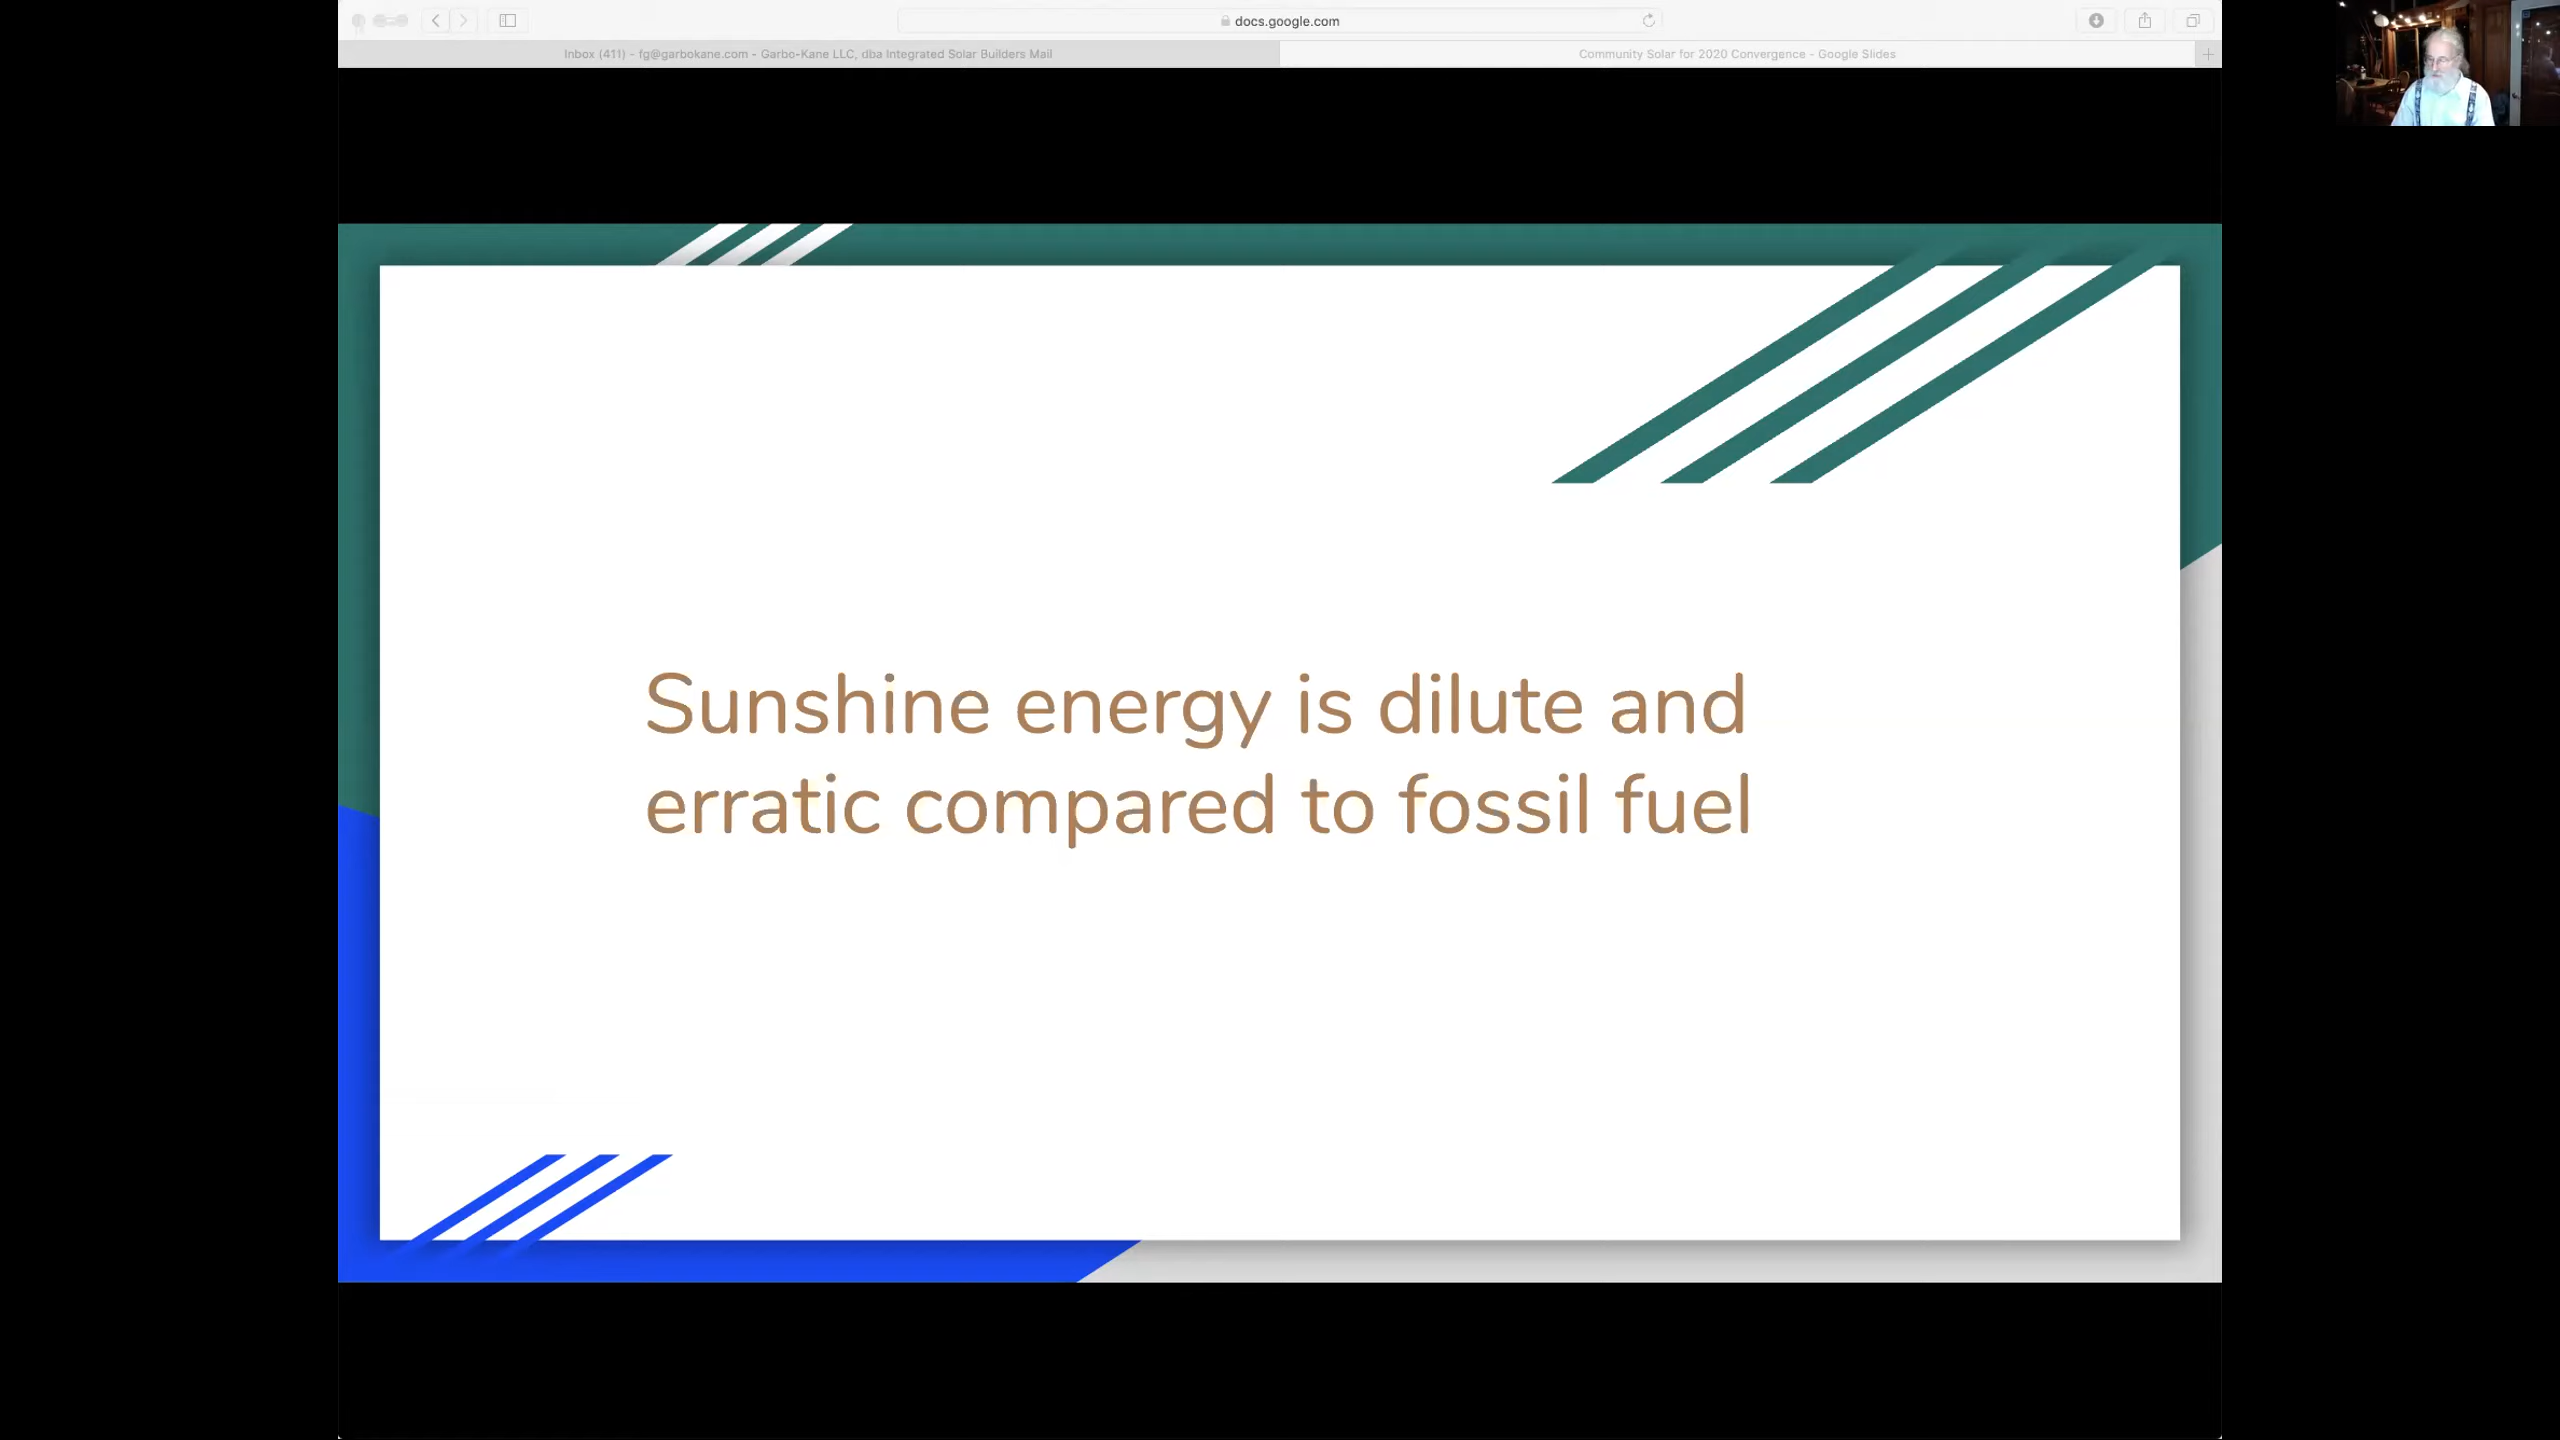 docs.google.com
Inbox (411) - fg@garbokane.com - Garbo-Kane LLC, dba Integrated Solar Builders Mail
Community Solar for 2020 Convergence - Google Slides
Sunshine energy is dilute and
erratic compared to fossil fuel